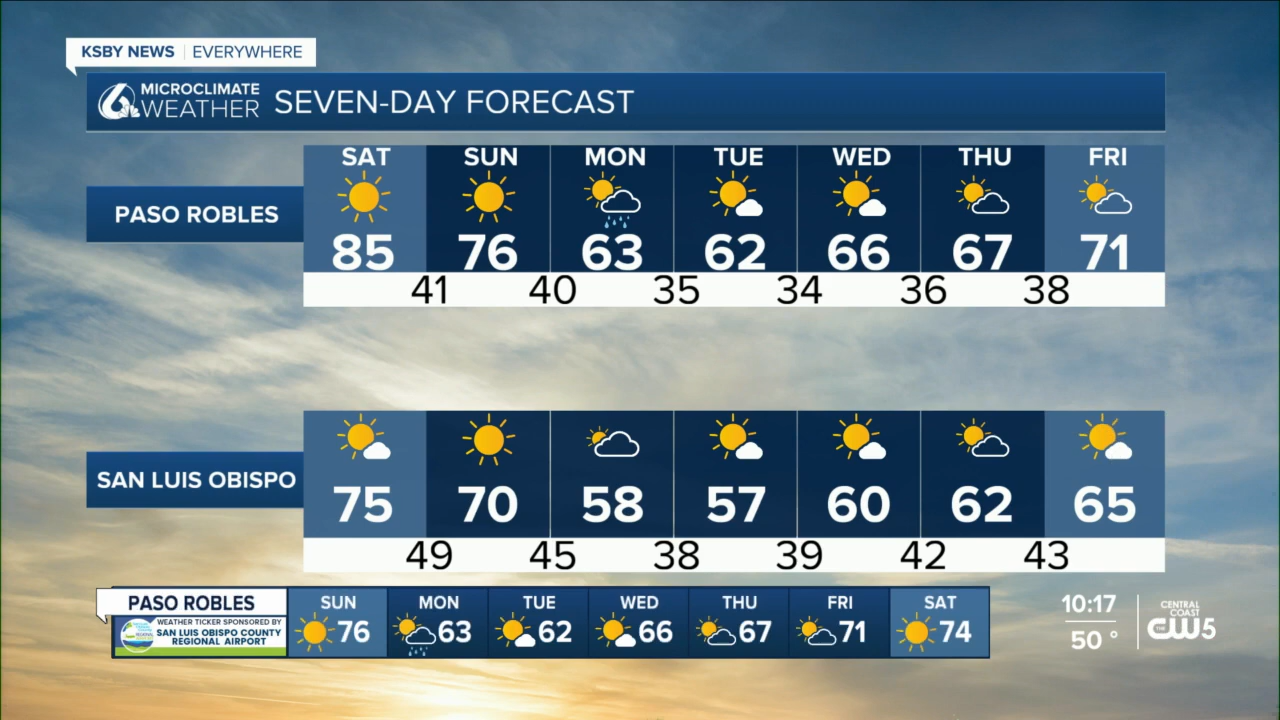 KSBY NEWS EVERYWHERE
6 MICROCLIMATE WEATHER SEVEN-DAY FORECAST
SAT SUN MON TUE WED THU FRI
PASO ROBLES
85 76 63 62 66 67 71
41 40 35 34 36 38
SAN LUIS OBISPO
75 70 58 57 60 62 65
49 45 38 39 42 43
PASO ROBLES
WEATHER TICKER SPONSORED BY
SAN LUIS OBISPO COUNTY
REGIONAL AIRPORT
SUN MON TUE WED THU FRI SAT
76 63 62 66 67 71 74
10:17
50 °
CENTRAL
COAST
THE CW5